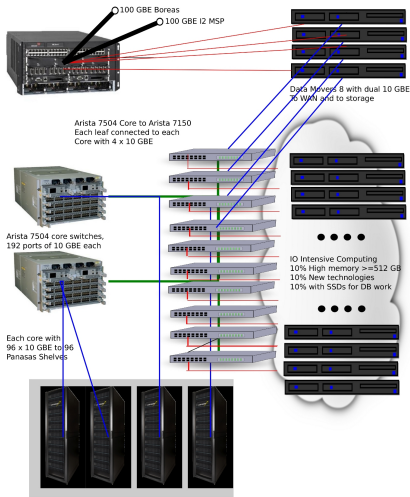 100 GBE Boreas
100 GBE I2 MSP
Data Movers 8 with dual 10 GBE
To WAN and to storage
Arista 7504 Core to Arista 7150
Each leaf connected to each
Core with 4 x 10 GBE
Arista 7504 core switches,
192 ports of 10 GBE each
IO Intensive Computing
10% High memory >=512 GB
10% New technologies
10% with SSDs for DB work
Each core with
96 x 10 GBE to 96
Panasas Shelves